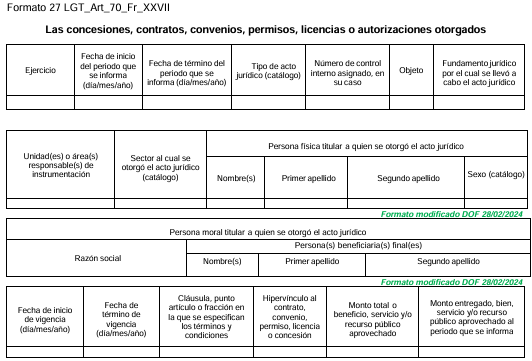 Formato 27 LGT_Art_70_Fr_XXVII
Las concesiones, contratos, convenios, permisos, licencias o autorizaciones otorgados
Ejercicio
Fecha de inicio
del periodo que
se informa
(día/mes/año)
Fecha de término del
periodo que se
informa (día/mes/año)
Tipo de acto
jurídico (catálogo)
Número de control
interno asignado, en
su caso
Objeto
Fundamento jurídico
por el cual se llevó a
cabo el acto jurídico
Unidad(es) o área(s)
responsable(s) de
instrumentación
Sector al cual se
otorgó el acto jurídico
(catálogo)
Persona física titular a quien se otorgó el acto jurídico
Nombre(s)
Primer apellido
Segundo apellido
Sexo (catálogo)
Formato modificado DOF 28/02/2024
Persona moral titular a quien se otorgó el acto jurídico
Razón social
Persona(s) beneficiaria(s) final(es)
Nombre(s)
Primer apellido
Segundo apellido
Formato modificado DOF 28/02/2024
Fecha de inicio
de vigencia
(día/mes/año)
Fecha de
término de
vigencia
(día/mes/año)
Cláusula, punto
artículo o fracción en
la que se especifican
los términos y
condiciones
Hipervínculo al
contrato,
convenio,
permiso, licencia
o concesión
Monto total o
beneficio, servicio y/o
recurso público
aprovechado
Monto entregado, bien,
servicio y/o recurso
público aprovechado al
periodo que se informa